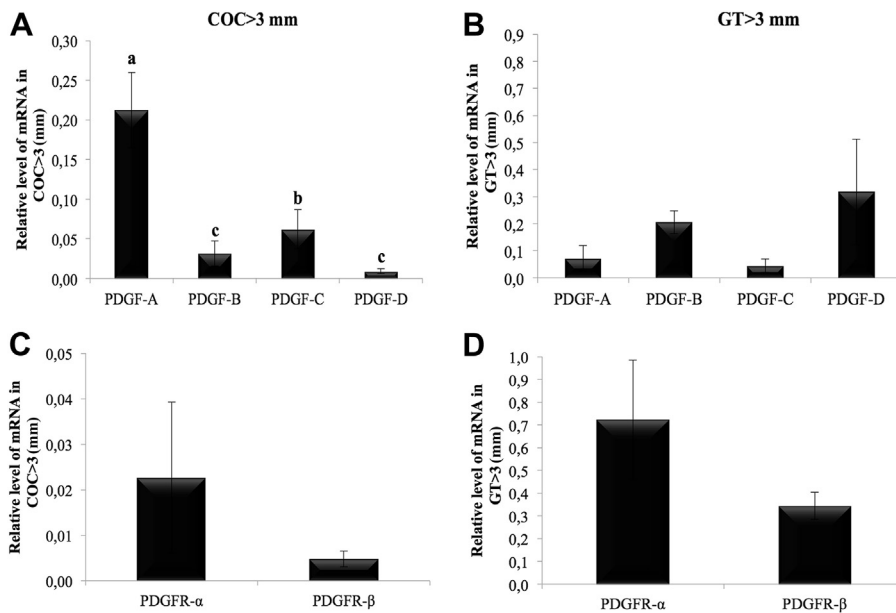 A
COC>3 mm
Relative level of mRNA in
COC>3 (mm)
0,30
0,25
0,20
0,15
0,10
0,05
0,00
a
c
b
c
PDGF-A PDGF-B PDGF-C PDGF-D
B
GT>3 mm
Relative level of mRNA in
GT>3 (mm)
0,9
0,8
0,7
0,6
0,5
0,4
0,3
0,2
0,1
0,0
PDGF-A PDGF-B PDGF-C PDGF-D
C
Relative level of mRNA in
COC>3 (mm)
0,05
0,04
0,03
0,02
0,01
0,00
PDGFR-α PDGFR-β
D
Relative level of mRNA in
GT>3 (mm)
1,0
0,9
0,8
0,7
0,6
0,5
0,4
0,3
0,2
0,1
0,0
PDGFR-α PDGFR-β